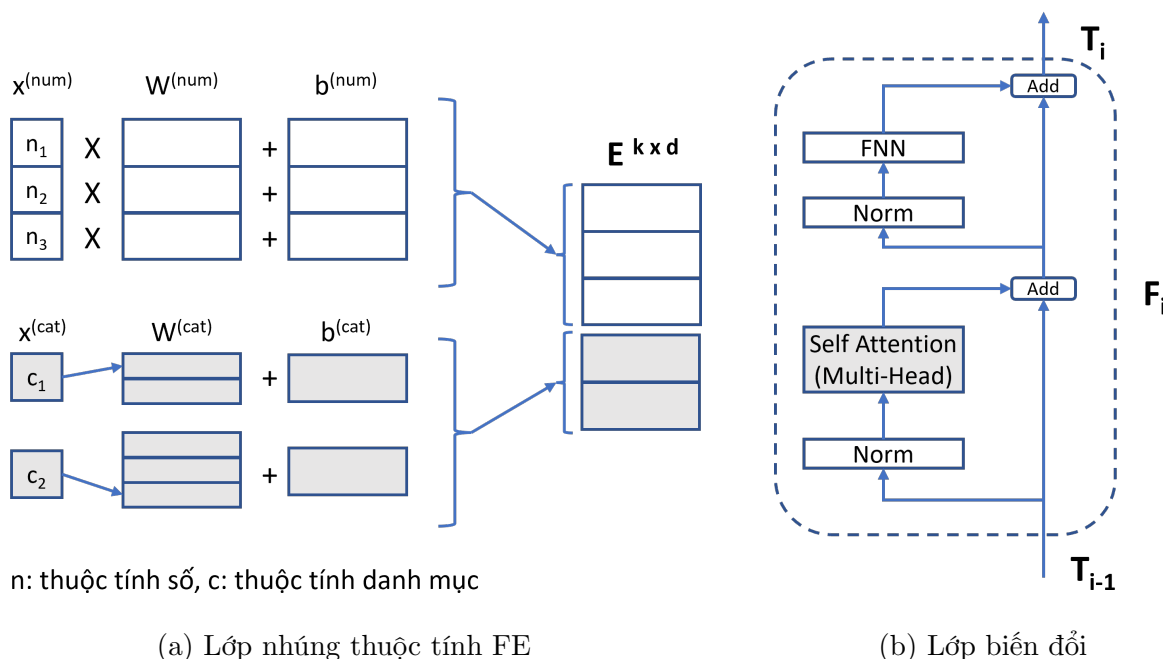 x(num) W(num) b(num)
n1 X +
n2 X +
n3 X +
E k x d
x(cat) W(cat) b(cat)
c1 +
c2 +
n: thuộc tính số, c: thuộc tính danh mục
(a) Lớp nhúng thuộc tính FE
Ti
Add
FNN
Norm
Add
Fi
Self Attention
(Multi-Head)
Norm
Ti-1
(b) Lớp biến đổi